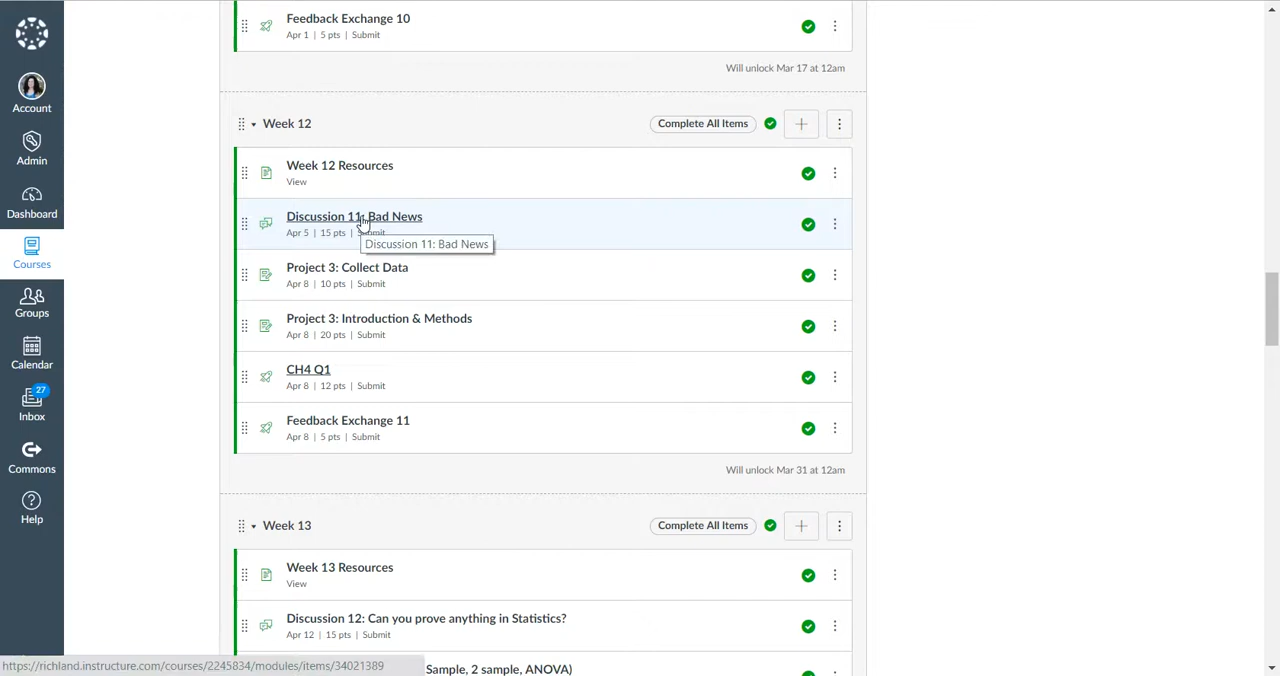 Feedback Exchange 10
Apr 1 | 5 pts | Submit
Will unlock Mar 17 at 12am
Account
Admin
Dashboard
Courses
Groups
Calendar
27
Inbox
Commons
Help
Week 12
Complete All Items
Week 12 Resources
View
Discussion 11: Bad News
Apr 5 | 15 pts | Submit
Discussion 11: Bad News
Project 3: Collect Data
Apr 8 | 10 pts | Submit
Project 3: Introduction & Methods
Apr 8 | 20 pts | Submit
CH4 Q1
Apr 8 | 12 pts | Submit
Feedback Exchange 11
Apr 8 | 5 pts | Submit
Will unlock Mar 31 at 12am
Week 13
Complete All Items
Week 13 Resources
View
Discussion 12: Can you prove anything in Statistics?
Apr 12 | 15 pts | Submit
Sample, 2 sample, ANOVA)
https://richland.instructure.com/courses/2245834/modules/items/34021389